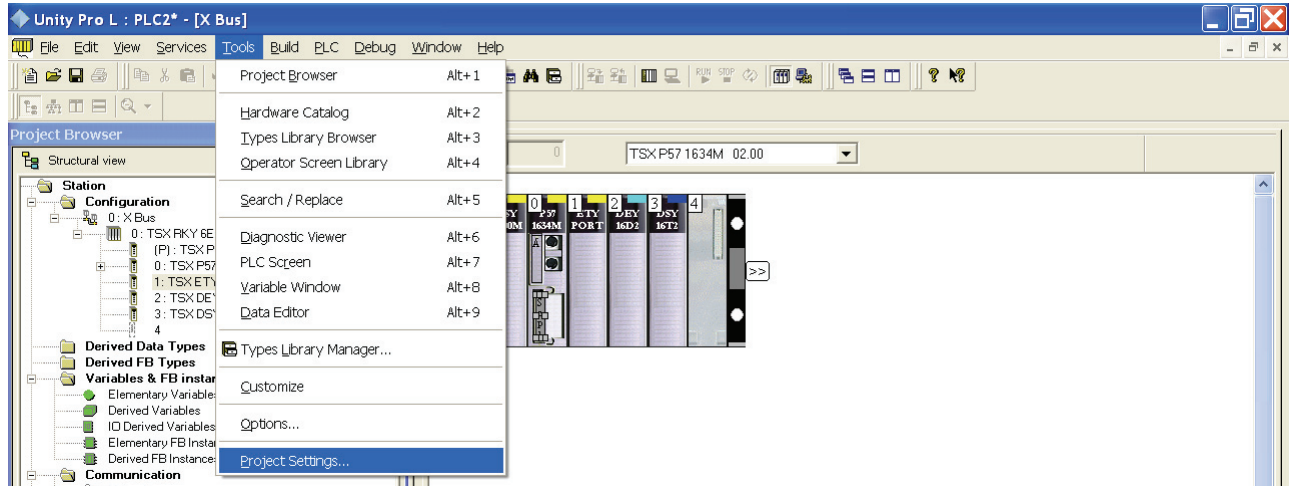 Unity Pro L : PLC2* - [X Bus]
File Edit View Services Tools Build PLC Debug Window Help
RUN STOP
Project Browser Alt+1
Hardware Catalog Alt+2
Types Library Browser Alt+3
Operator Screen Library Alt+4
Search / Replace Alt+5
Diagnostic Viewer Alt+6
PLC Screen Alt+7
Variable Window Alt+8
Data Editor Alt+9
Types Library Manager...
Customize
Options...
Project Settings...
Project Browser
Structural view
Station
Configuration
0 : X Bus
0 : TSX RKY 6E
(P) : TSX P
0 : TSX P57
1 : TSX ETY
2 : TSX DEY
3 : TSX DS
4
Derived Data Types
Derived FB Types
Variables & FB instan
Elementary Variables
Derived Variables
IO Derived Variables
Elementary FB Instan
Derived FB Instance
Communication
0
TSX P57 1634M 02.00
0 1 2 3 4
P57 ETY DEY DSY
1634M PORT 16D2 16T2
A
>>